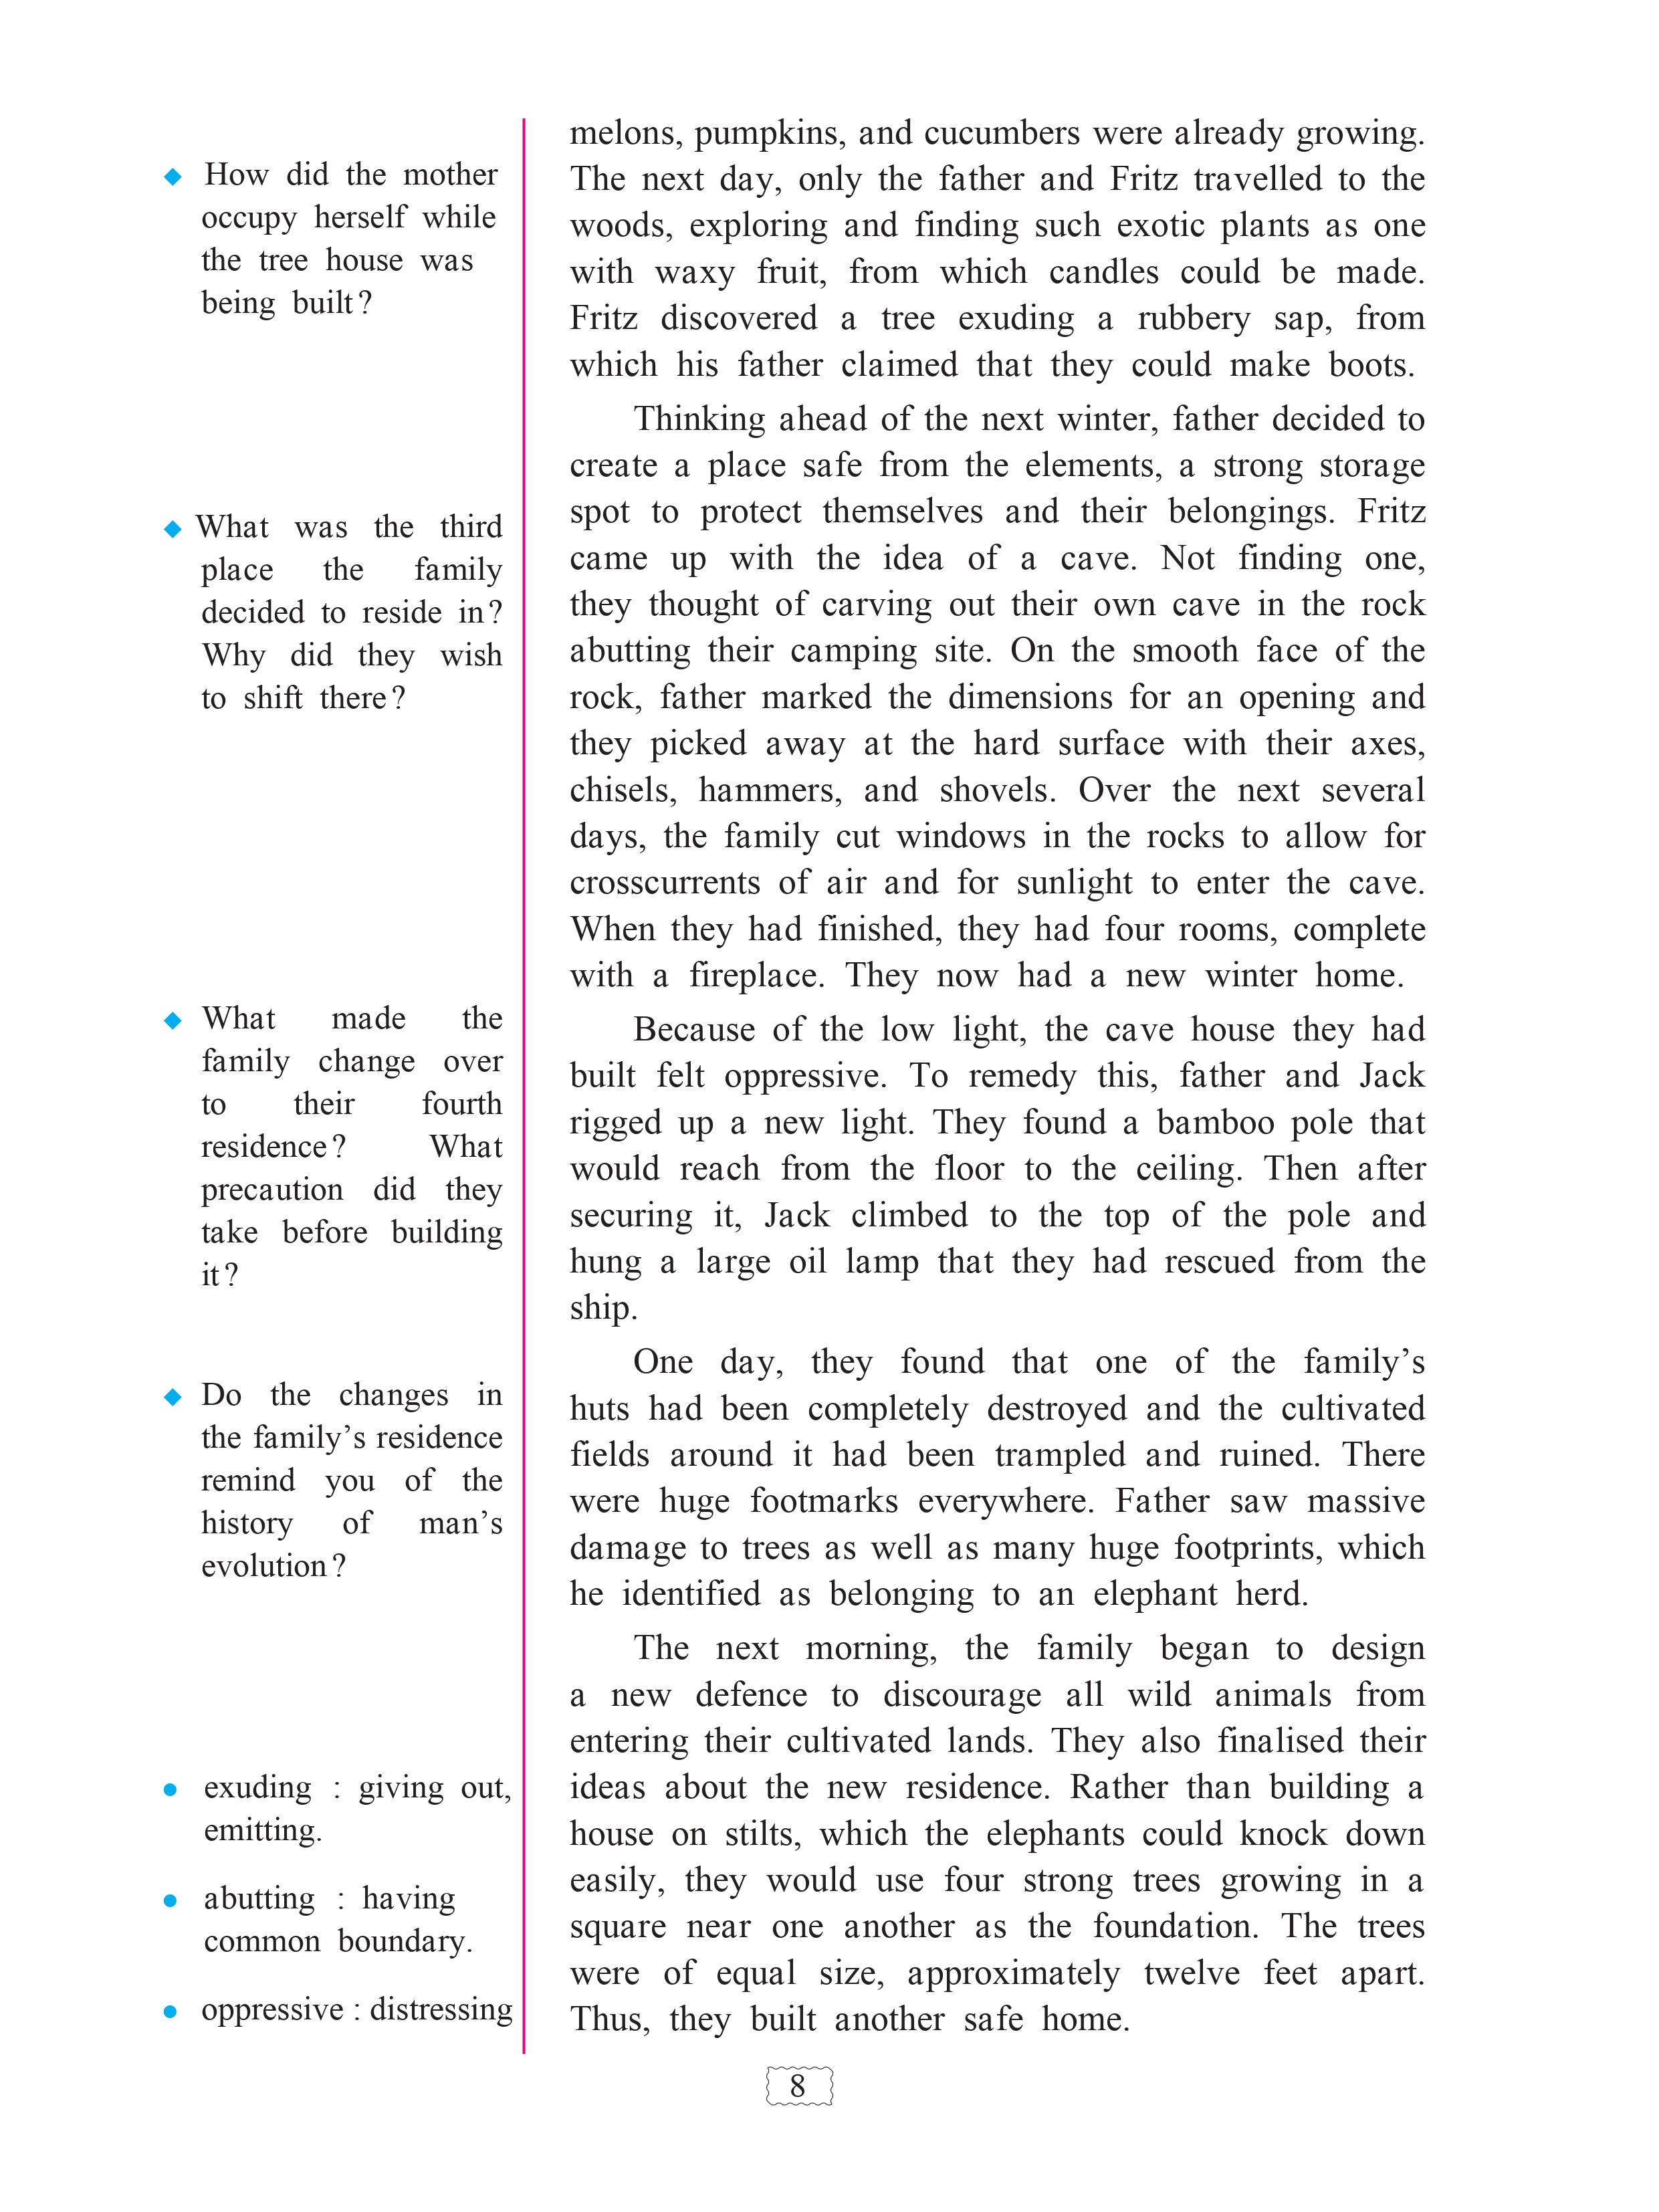 How did the mother
occupy herself while
the tree house was
being built?
What was the third
place the family
decided to reside in?
Why did they wish
to shift there?
What made the
family change over
to their fourth
residence? What
precaution did they
take before building
it?
Do the changes in
the family's residence
remind you of the
history of man's
evolution?
exuding : giving out,
emitting.
abutting : having
common boundary.
oppressive : distressing
melons, pumpkins, and cucumbers were already growing.
The next day, only the father and Fritz travelled to the
woods, exploring and finding such exotic plants as one
with waxy fruit, from which candles could be made.
Fritz discovered a tree exuding a rubbery sap, from
which his father claimed that they could make boots.
Thinking ahead of the next winter, father decided to
create a place safe from the elements, a strong storage
spot to protect themselves and their belongings. Fritz
came up with the idea of a cave. Not finding one,
they thought of carving out their own cave in the rock
abutting their camping site. On the smooth face of the
rock, father marked the dimensions for an opening and
they picked away at the hard surface with their axes,
chisels, hammers, and shovels. Over the next several
days, the family cut windows in the rocks to allow for
crosscurrents of air and for sunlight to enter the cave.
When they had finished, they had four rooms, complete
with a fireplace. They now had a new winter home.
Because of the low light, the cave house they had
built felt oppressive. To remedy this, father and Jack
rigged up a new light. They found a bamboo pole that
would reach from the floor to the ceiling. Then after
securing it, Jack climbed to the top of the pole and
hung a large oil lamp that they had rescued from the
ship.
One day, they found that one of the family's
huts had been completely destroyed and the cultivated
fields around it had been trampled and ruined. There
were huge footmarks everywhere. Father saw massive
damage to trees as well as many huge footprints, which
he identified as belonging to an elephant herd.
The next morning, the family began to design
a new defence to discourage all wild animals from
entering their cultivated lands. They also finalised their
ideas about the new residence. Rather than building a
house on stilts, which the elephants could knock down
easily, they would use four strong trees growing in a
square near one another as the foundation. The trees
were of equal size, approximately twelve feet apart.
Thus, they built another safe home.
8